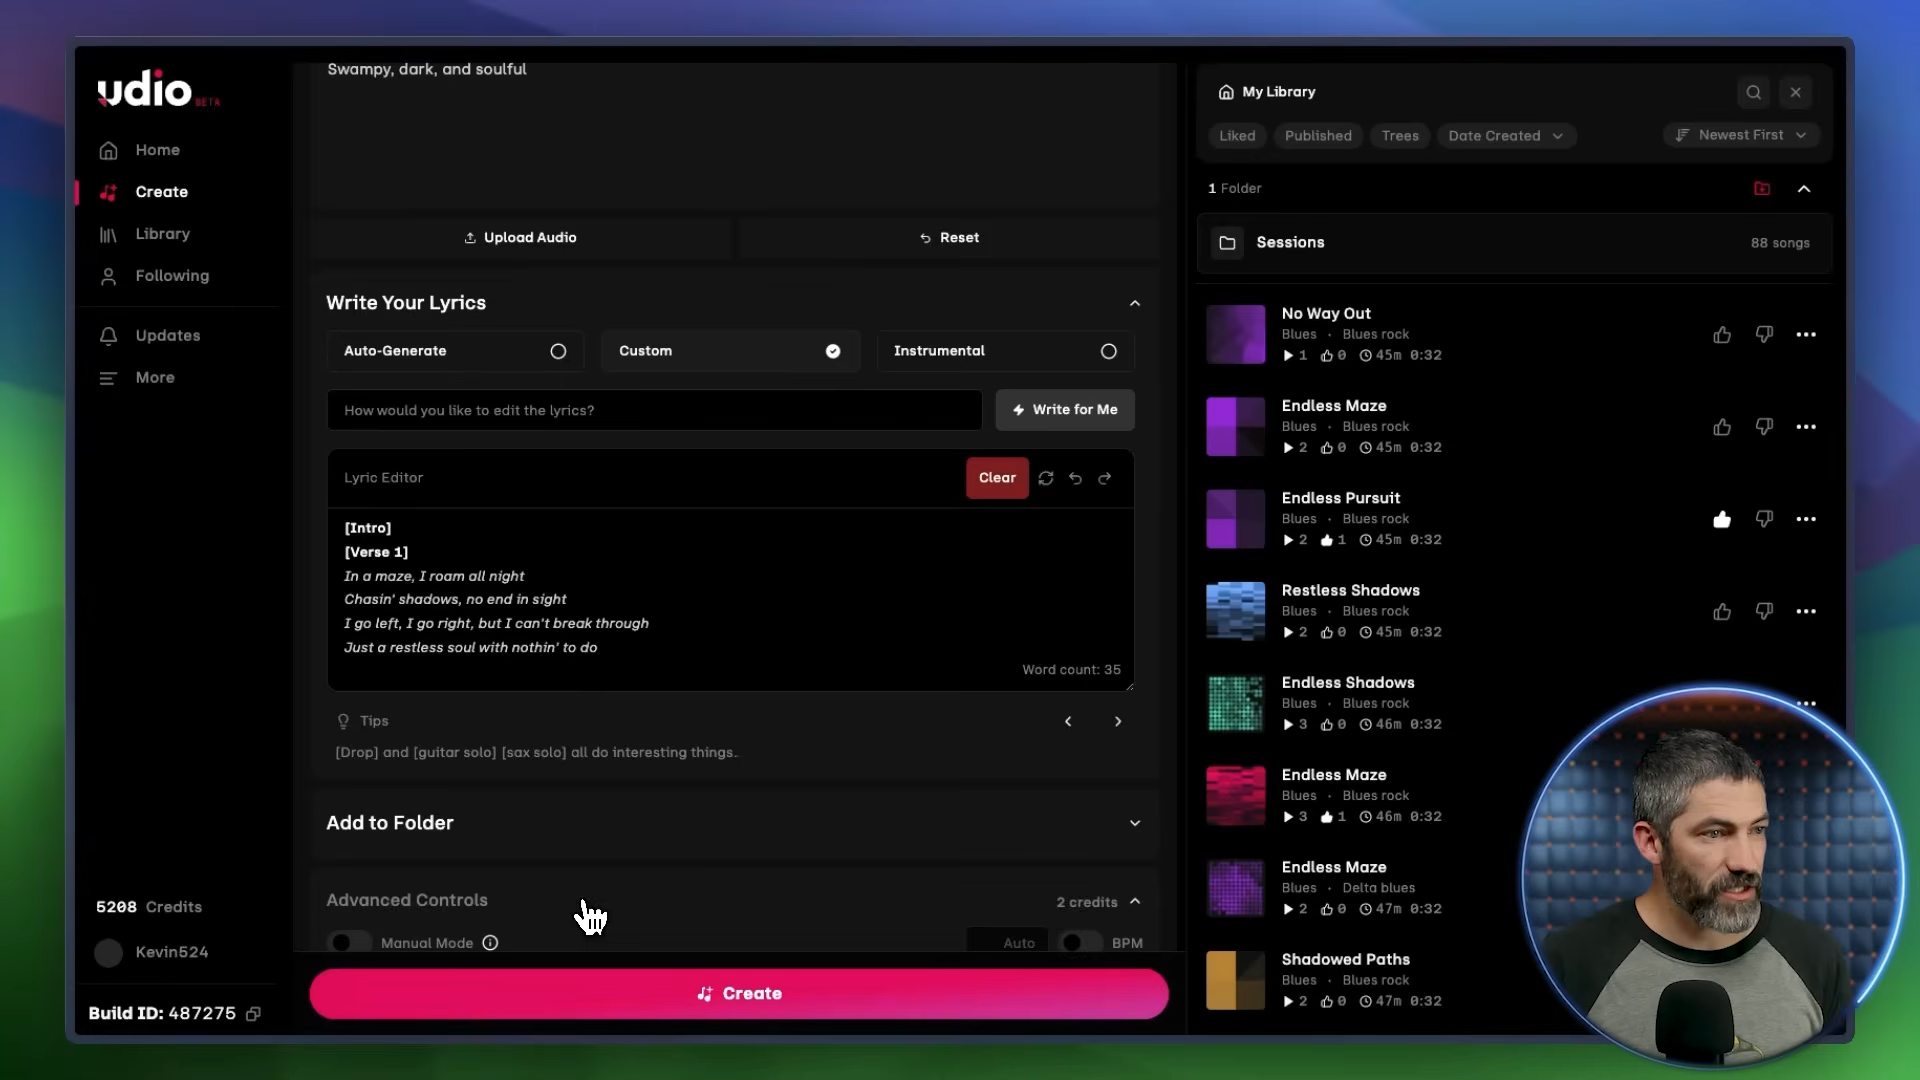 udio BETA
Home
Create
Library
Following
Updates
More
5208 Credits
Kevin524
Build ID: 487275
Swampy, dark, and soulful
Upload Audio
Reset
Write Your Lyrics
Auto-Generate
Custom
Instrumental
How would you like to edit the lyrics?
Write for Me
Lyric Editor
Clear
[Intro]
[Verse 1]
In a maze, I roam all night
Chasin' shadows, no end in sight
I go left, I go right, but I can't break through
Just a restless soul with nothin' to do
Word count: 35
Tips
[Drop] and [guitar solo] [sax solo] all do interesting things.
Add to Folder
Advanced Controls
2 credits
Manual Mode
Auto
BPM
Create
My Library
Liked
Published
Trees
Date Created
Newest First
1 Folder
Sessions
88 songs
No Way Out
Blues · Blues rock
1 0 45m 0:32
Endless Maze
Blues · Blues rock
2 0 45m 0:32
Endless Pursuit
Blues · Blues rock
2 1 45m 0:32
Restless Shadows
Blues · Blues rock
2 0 45m 0:32
Endless Shadows
Blues · Blues rock
3 0 46m 0:32
Endless Maze
Blues · Blues rock
3 1 46m 0:32
Endless Maze
Blues · Delta blues
2 0 47m 0:32
Shadowed Paths
Blues · Blues rock
2 0 47m 0:32